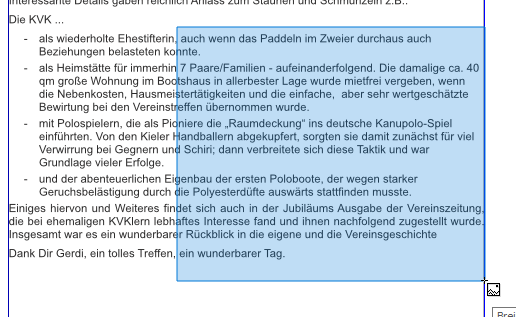 interessante Details gaben reichlich Anlass zum Staunen und Schmunzeln z.B..
Die KVK ...
- als wiederholte Ehestifterin, auch wenn das Paddeln im Zweier durchaus auch
Beziehungen belasteten konnte.
- als Heimstätte für immerhin 7 Paare/Familien - aufeinanderfolgend. Die damalige ca. 40
qm große Wohnung im Bootshaus in allerbester Lage wurde mietfrei vergeben, wenn
die Nebenkosten, Hausmeistertätigkeiten und die einfache, aber sehr wertgeschätzte
Bewirtung bei den Vereinstreffen übernommen wurde.
- mit Polospielern, die als Pioniere die „Raumdeckung“ ins deutsche Kanupolo-Spiel
einführten. Von den Kieler Handballern abgekupfert, sorgten sie damit zunächst für viel
Verwirrung bei Gegnern und Schiri; dann verbreitete sich diese Taktik und war
Grundlage vieler Erfolge.
- und der abenteuerlichen Eigenbau der ersten Poloboote, der wegen starker
Geruchsbelästigung durch die Polyesterdüfte auswärts stattfinden musste.
Einiges hiervon und Weiteres findet sich auch in der Jubiläums Ausgabe der Vereinszeitung,
die bei ehemaligen KVKlern lebhaftes Interesse fand und ihnen nachfolgend zugestellt wurde.
Insgesamt war es ein wunderbarer Rückblick in die eigene und die Vereinsgeschichte
Dank Dir Gerdi, ein tolles Treffen, ein wunderbarer Tag.